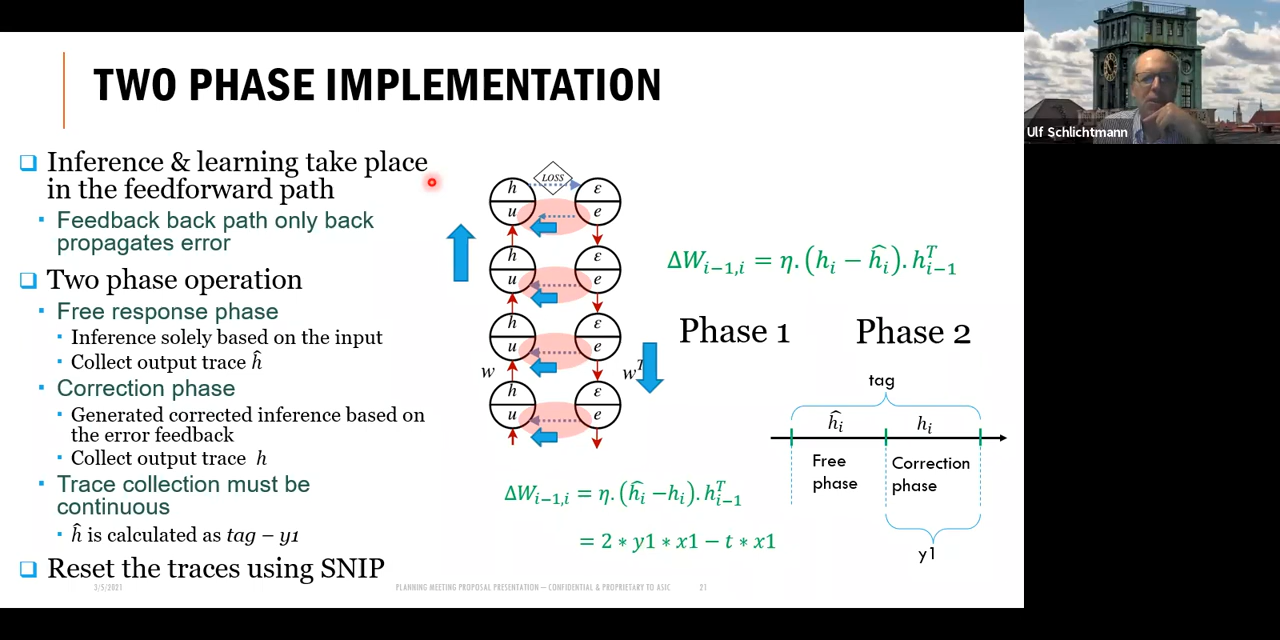 TWO PHASE IMPLEMENTATION
Inference & learning take place
in the feedforward path
Feedback back path only back
propagates error
Two phase operation
Free response phase
Inference solely based on the input
Collect output trace ĥ
Correction phase
Generated corrected inference based on
the error feedback
Collect output trace h
Trace collection must be
continuous
ĥ is calculated as tag – y1
Reset the traces using SNIP
LOSS
h ε
u e
h ε
u e
h ε
u e
w w^T
h ε
u e
ΔW_{i−1,i} = η.(h_i − ĥ_i).h_{i−1}^T
Phase 1 Phase 2
tag
ĥ_i h_i
Free
phase
Correction
phase
y1
ΔW_{i−1,i} = η.(ĥ_i −h_i).h_{i−1}^T
= 2 ∗ y1 ∗ x1 − t ∗ x1
3/5/2021
PLANNING MEETING PROPOSAL PRESENTATION — CONFIDENTIAL & PROPRIETARY TO ASIC
21
Ulf Schlichtmann